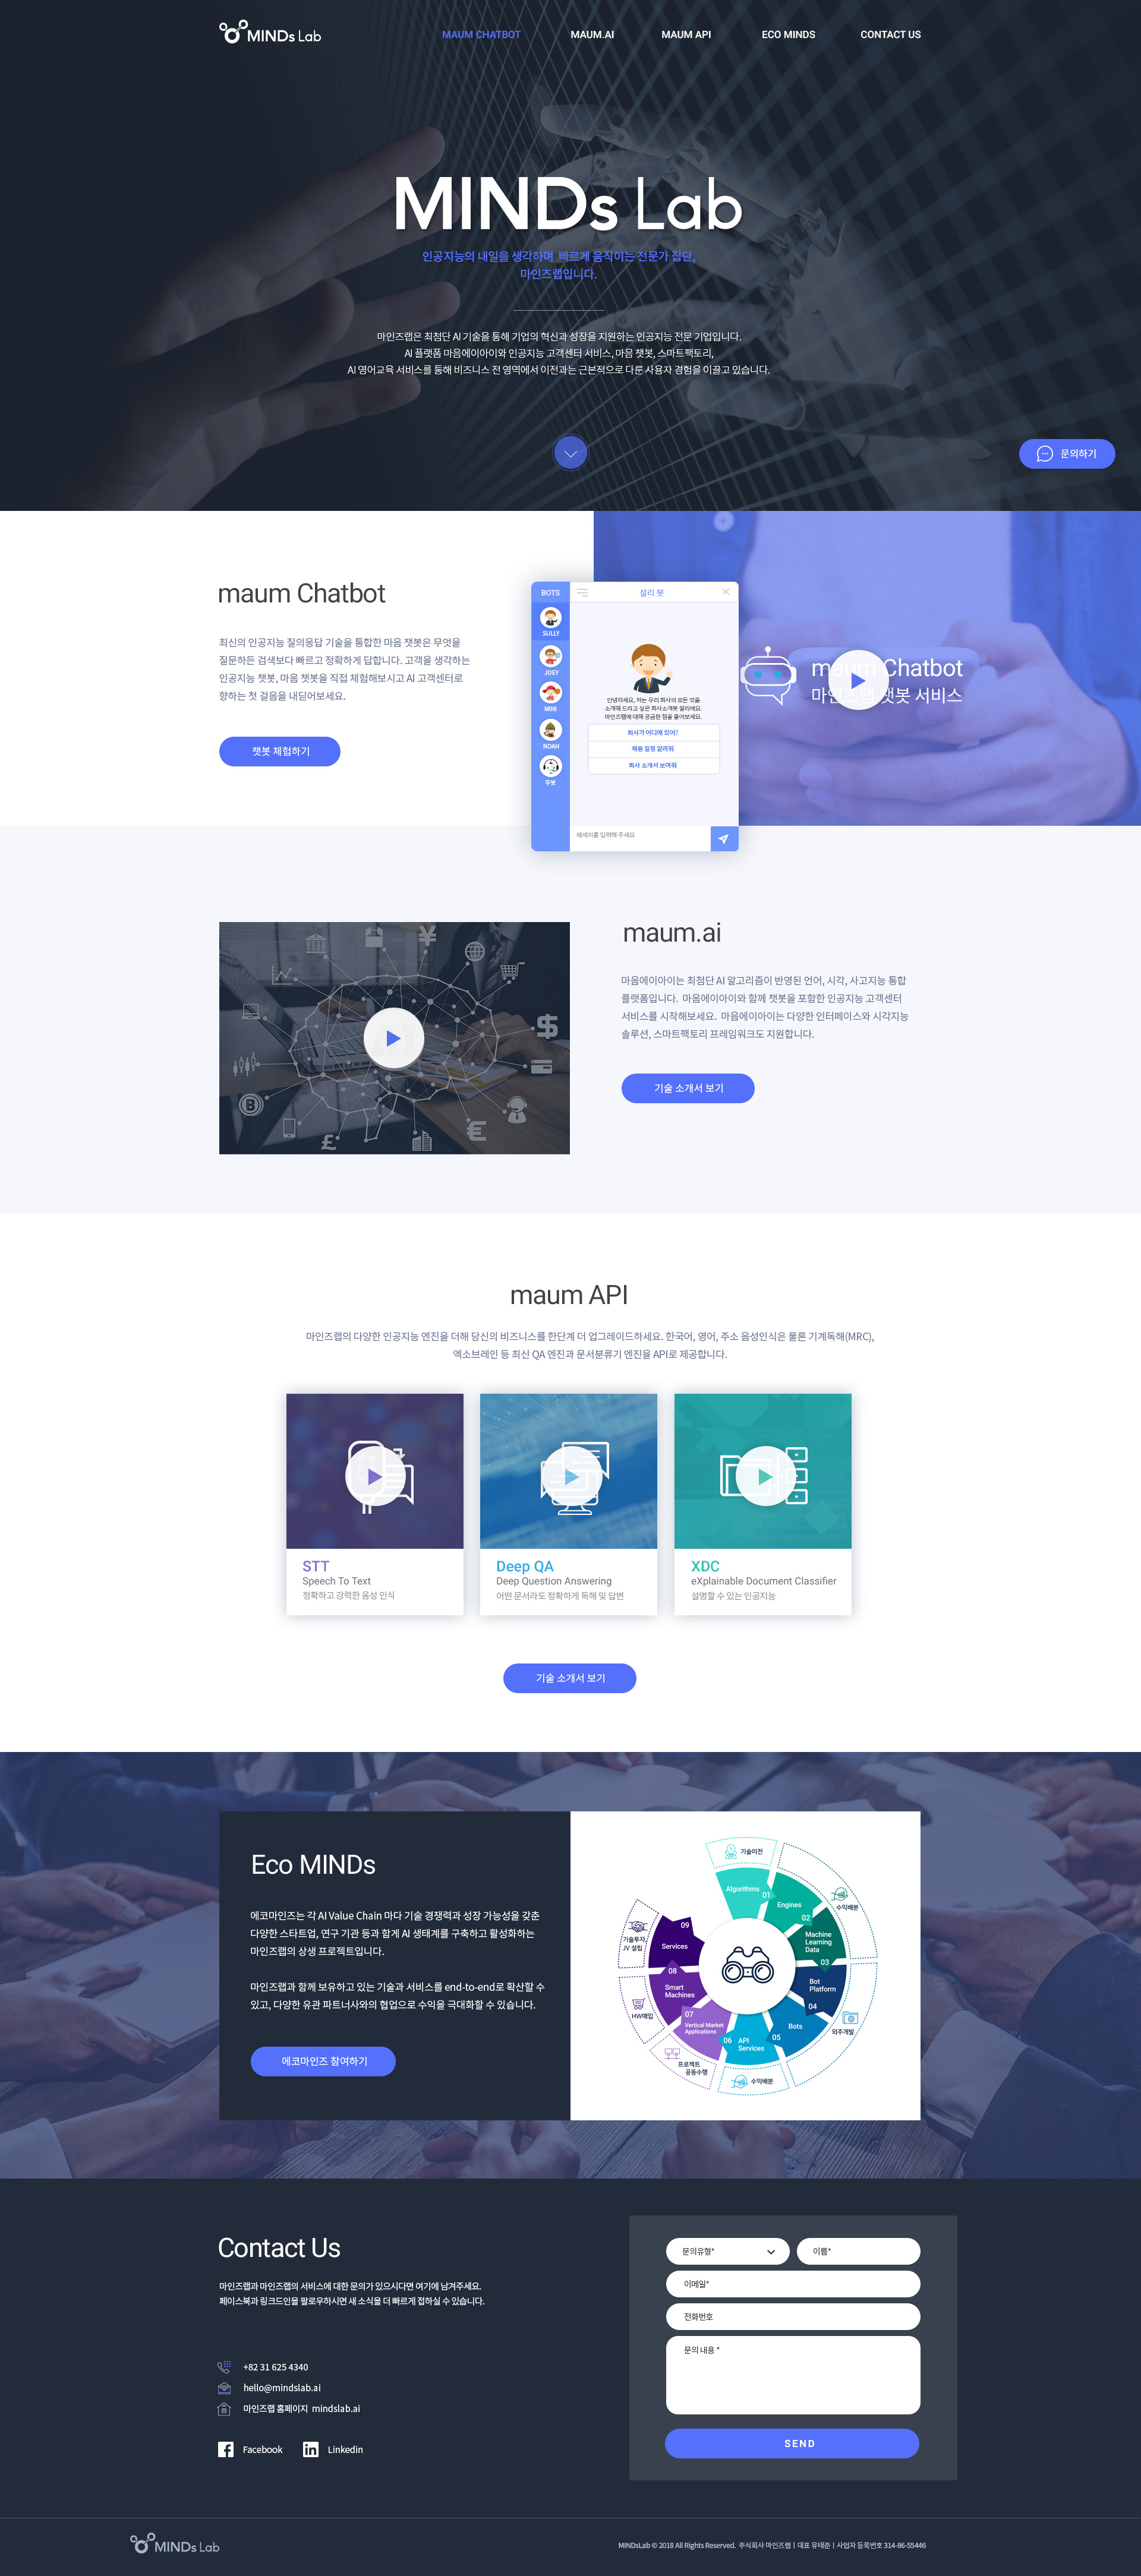 MINDs Lab
MAUM CHATBOT
MAUM.AI
MAUM API
ECO MINDS
CONTACT US
MINDs Lab
인공지능의 내일을 생각하며 빠르게 움직이는 전문가 집단,
마인즈랩입니다.
마인즈랩은 최첨단 AI 기술을 통해 기업의 혁신과 성장을 지원하는 인공지능 전문 기업입니다.
AI 플랫폼 마음에이아이와 인공지능 고객센터 서비스, 마음 챗봇, 스마트팩토리,
AI 영어교육 서비스를 통해 비즈니스 전 영역에서 이전과는 근본적으로 다룬 사용자 경험을 이끌고 있습니다.
문의하기
maum Chatbot
최신의 인공지능 질의응답 기술을 통합한 마음 챗봇은 무엇을
질문하든 검색보다 빠르고 정확하게 답합니다. 고객을 생각하는
인공지능 챗봇, 마음 챗봇을 직접 체험해보시고 AI 고객센터로
향하는 첫 걸음을 내딛어보세요.
챗봇 체험하기
BOTS
SULLY
JOSY
MINI
NOAH
뚜봇
설리 봇
안녕하세요, 저는 우리 회사의 모든 것을
소개해 드리고 싶은 회사소개봇 설리에요.
마인즈랩에 대해 궁금한 점을 물어보세요.
회사가 어디에 있어?
채용 일정 알려줘
회사 소개서 보여줘
메세지를 입력해 주세요
maum Chatbot
마인즈랩 챗봇 서비스
maum.ai
마음에이아이는 최첨단 AI 알고리즘이 반영된 언어, 시각, 사고지능 통합
플랫폼입니다. 마음에이아이와 함께 챗봇을 포함한 인공지능 고객센터
서비스를 시작해보세요. 마음에이아이는 다양한 인터페이스와 시각지능
솔루션, 스마트팩토리 프레임워크도 지원합니다.
기술 소개서 보기
maum API
마인즈랩의 다양한 인공지능 엔진을 더해 당신의 비즈니스를 한단계 더 업그레이드하세요. 한국어, 영어, 주소 음성인식은 물론 기계독해(MRC),
엑소브레인 등 최신 QA 엔진과 문서분류기 엔진을 API로 제공합니다.
STT
Speech To Text
정확하고 강력한 음성 인식
Deep QA
Deep Question Answering
어떤 문서라도 정확하게 독해 및 답변
XDC
eXplainable Document Classifier
설명할 수 있는 인공지능
기술 소개서 보기
Eco MINDs
에코마인즈는 각 AI Value Chain 마다 기술 경쟁력과 성장 가능성을 갖춘
다양한 스타트업, 연구 기관 등과 함게 AI 생태계를 구축하고 활성화하는
마인즈랩의 상생 프로젝트입니다.
마인즈랩과 함께 보유하고 있는 기술과 서비스를 end-to-end로 확산할 수
있고, 다양한 유관 파트너사와의 협업으로 수익을 극대화할 수 있습니다.
에코마인즈 참여하기
기술이전
Algorithms
01
Engines
02
수익배분
Machine
Learning
Data
03
Bot
Platform
04
외주개발
Bots
05
API
Services
06
수익배분
07
Vertical Market
Applications
프로젝트
공동수행
08
Smart
Machines
HW매입
09
Services
기술투자,
JV 설립
Contact Us
마인즈랩과 마인즈랩의 서비스에 대한 문의가 있으시다면 여기에 남겨주세요.
페이스북과 링크드인을 팔로우하시면 새 소식을 더 빠르게 접하실 수 있습니다.
+82 31 625 4340
hello@mindslab.ai
마인즈랩 홈페이지 mindslab.ai
Facebook
Linkedin
문의유형*
이름*
이메일*
전화번호
문의 내용 *
SEND
MINDs Lab
MINDsLab © 2018 All Rights Reserved. 주식회사 마인즈랩 | 대표 유태준 | 사업자 등록번호 314-86-55446